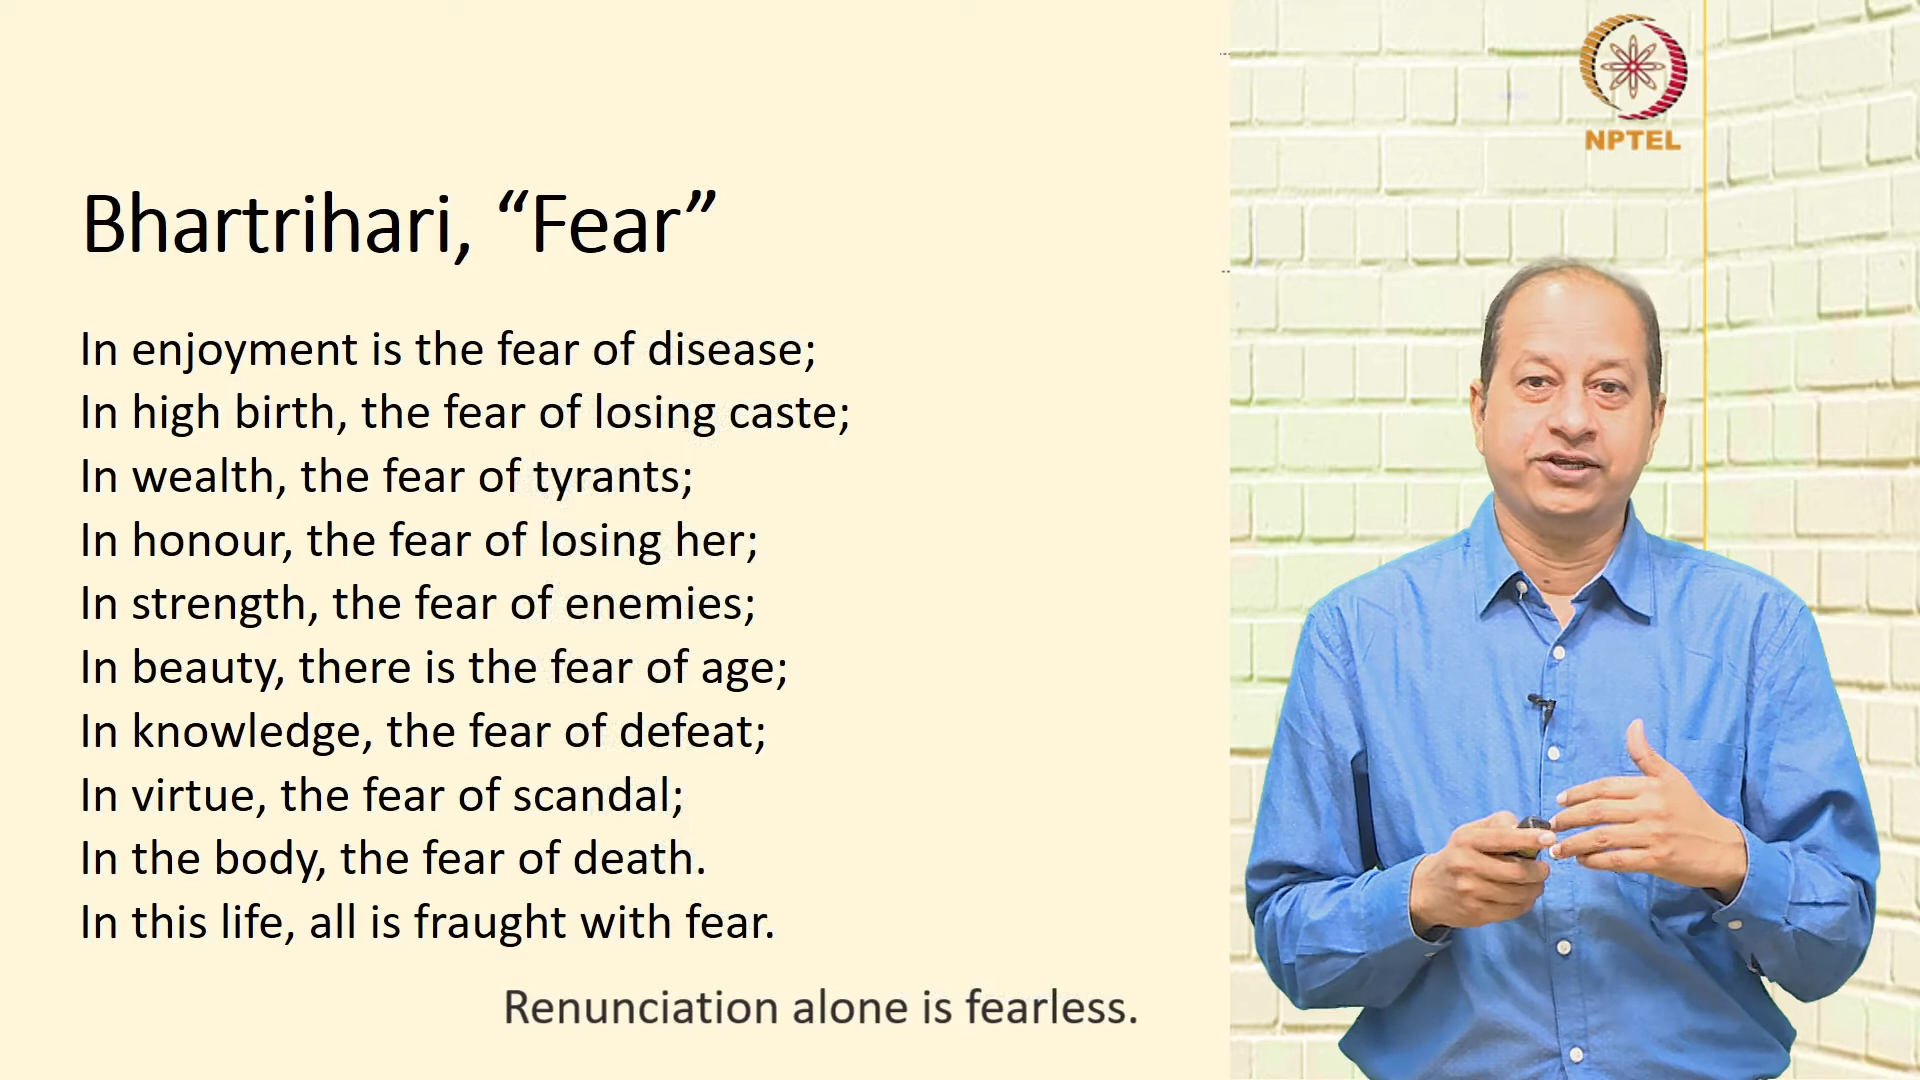 Bhartrihari, “Fear”
In enjoyment is the fear of disease;
In high birth, the fear of losing caste;
In wealth, the fear of tyrants;
In honour, the fear of losing her;
In strength, the fear of enemies;
In beauty, there is the fear of age;
In knowledge, the fear of defeat;
In virtue, the fear of scandal;
In the body, the fear of death.
In this life, all is fraught with fear.
Renunciation alone is fearless.
NPTEL